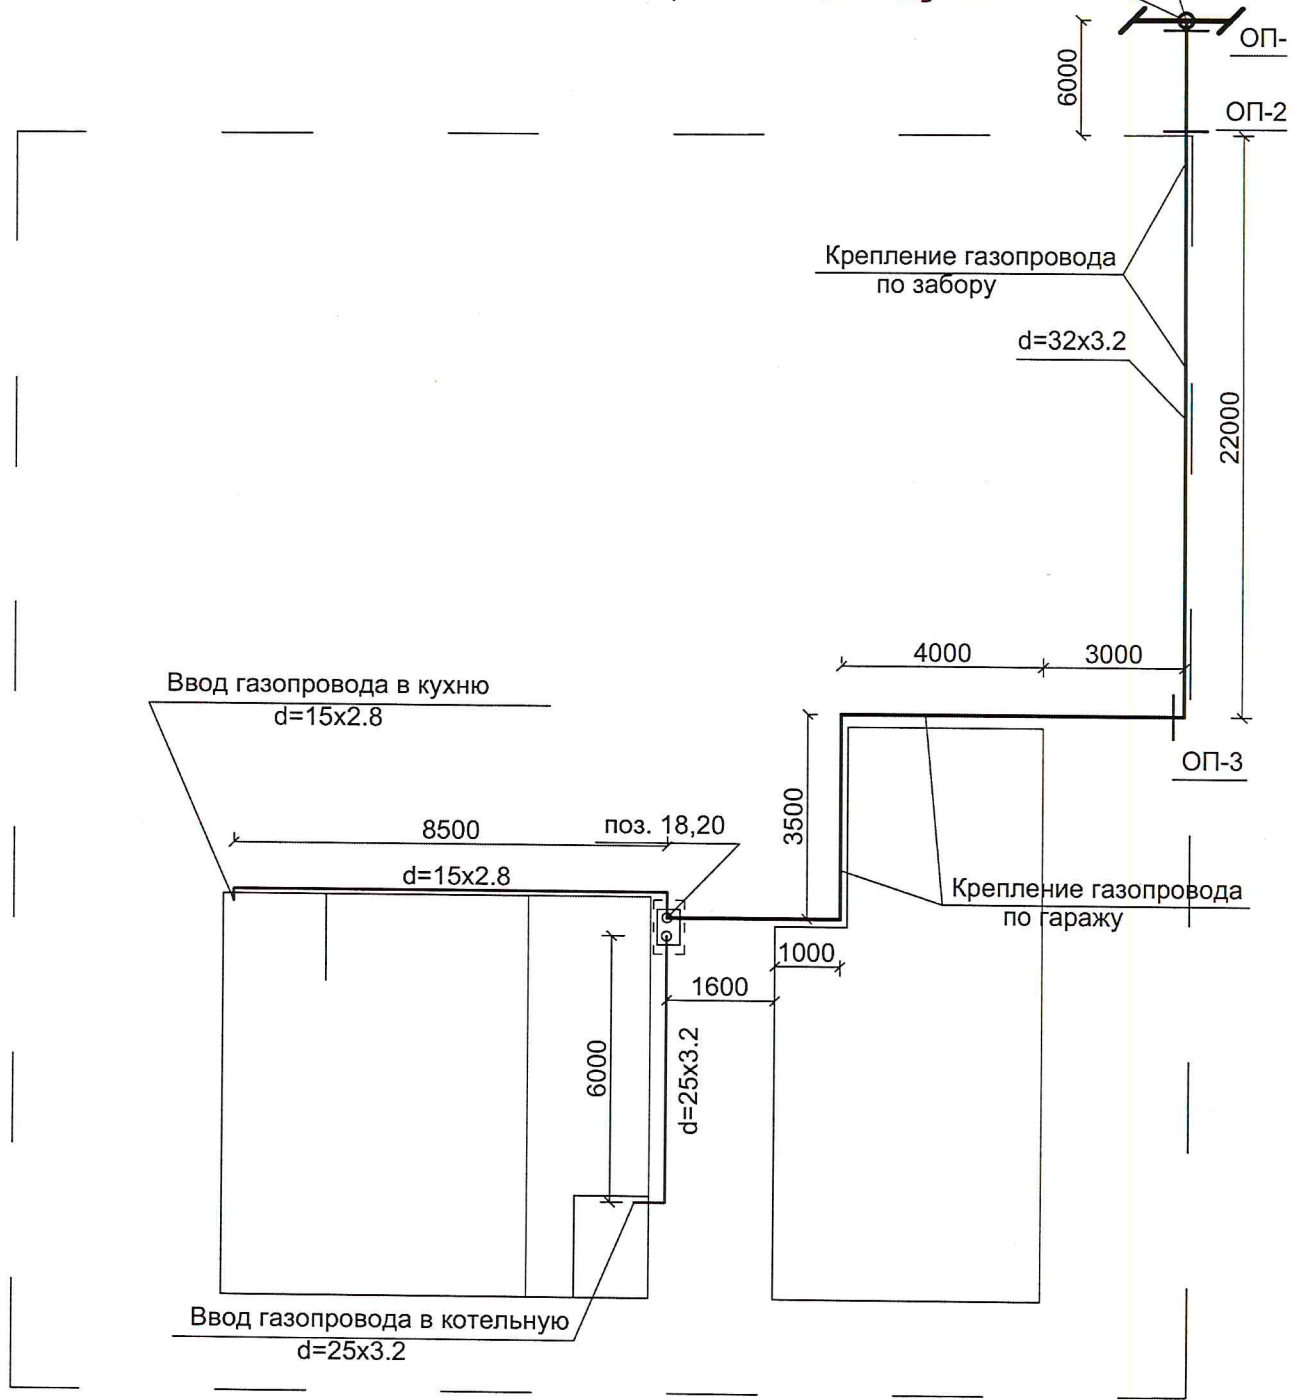 ОП-
6000
ОП-2
Крепление газопровода
по забору
d=32x3.2
22000
4000
3000
Ввод газопровода в кухню
d=15x2.8
ОП-3
3500
8500
поз. 18,20
d=15x2.8
Крепление газопровода
по гаражу
1000
1600
6000
d=25x3.2
Ввод газопровода в котельную
d=25x3.2